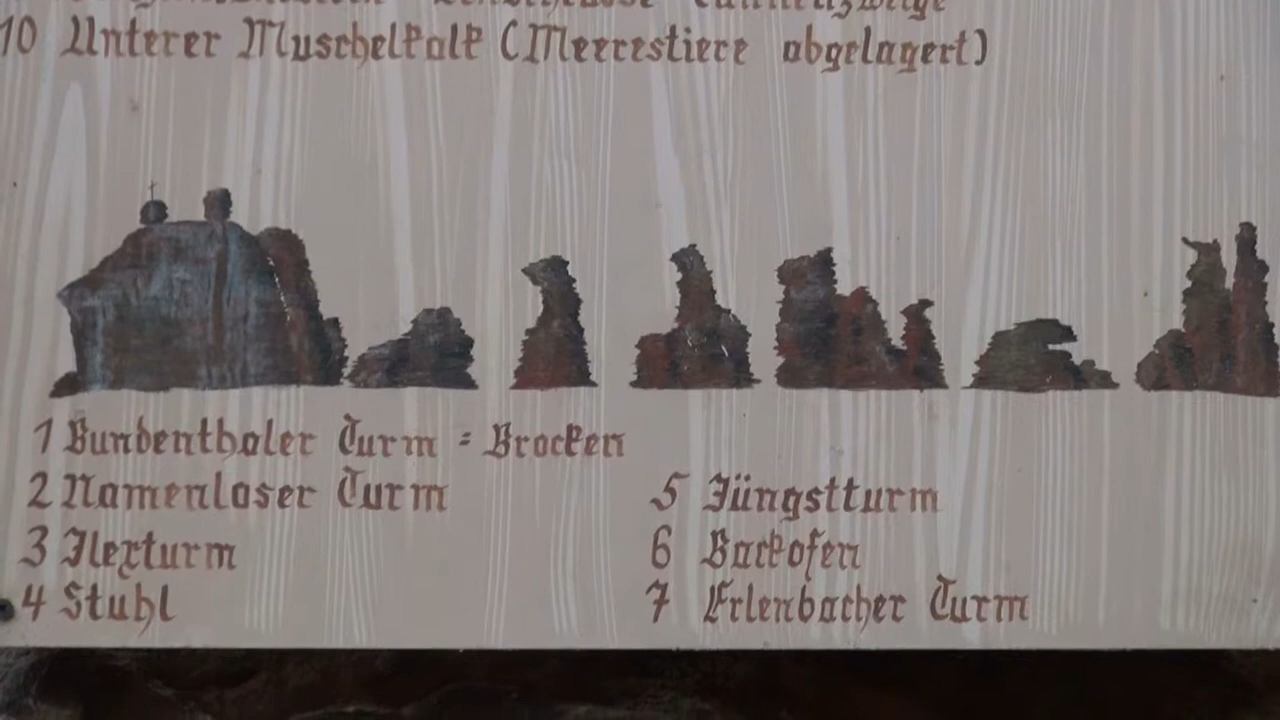 10 Unterer Muschelkalk (Meerestiere abgelagert)
1 Bundenthaler Turm = Brocken
2 Namenloser Turm
3 Ilexturm
4 Stuhl
5 Jüngstturm
6 Backofen
7 Erlenbacher Turm